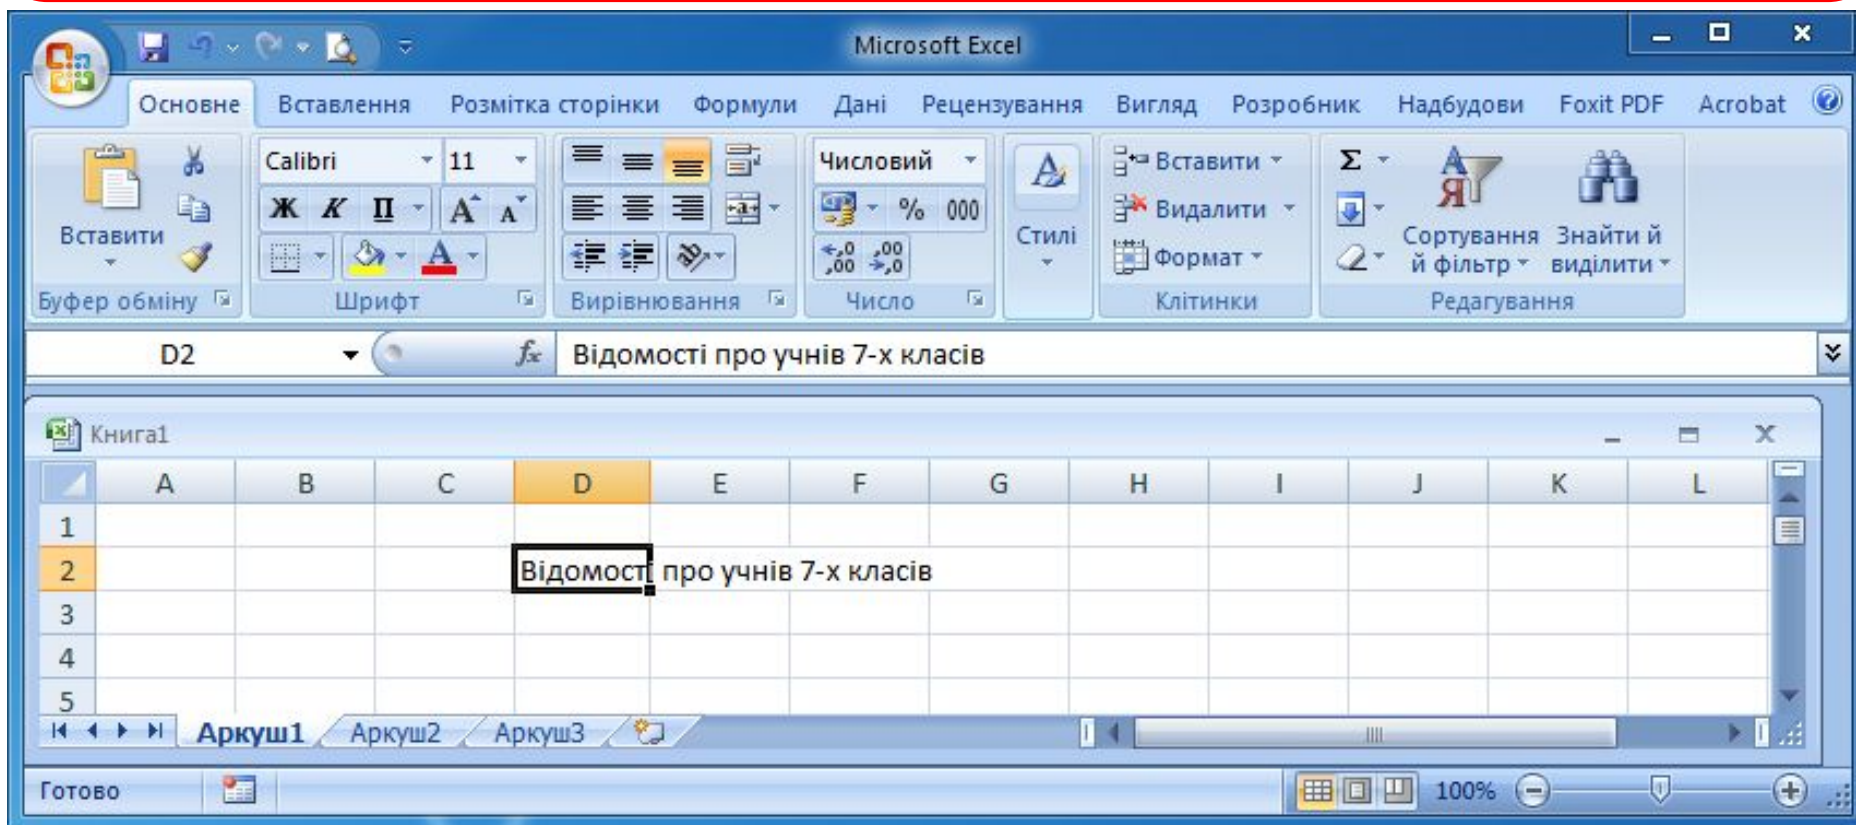 Microsoft Excel
Основне Вставлення Розмітка сторінки Формули Дані Рецензування Вигляд Розробник Надбудови Foxit PDF Acrobat
Calibri 11 Числовий Вставити Σ
Ж К П А А % 000 Видалити
Вставити Стилі Сортування й фільтр Знайти й виділити
Формат
Буфер обміну Шрифт Вирівнювання Число Клітинки Редагування
D2 fx Відомості про учнів 7-х класів
Книга1
A B C D E F G H I J K L
1
2 Відомості про учнів 7-х класів
3
4
5
Аркуш1 Аркуш2 Аркуш3
Готово 100%